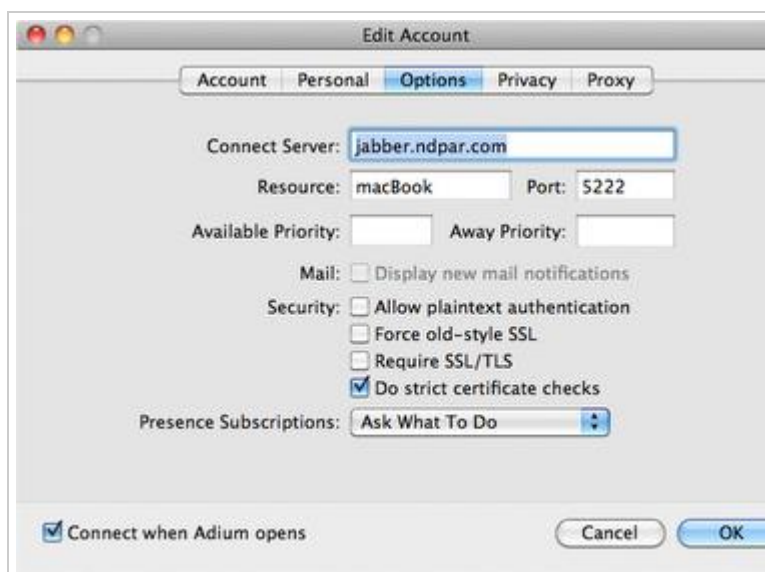 Edit Account
Account Personal Options Privacy Proxy
Connect Server: jabber.ndpar.com
Resource: macBook Port: 5222
Available Priority: Away Priority:
Mail: Display new mail notifications
Security: Allow plaintext authentication
Force old-style SSL
Require SSL/TLS
Do strict certificate checks
Presence Subscriptions: Ask What To Do
Connect when Adium opens Cancel OK